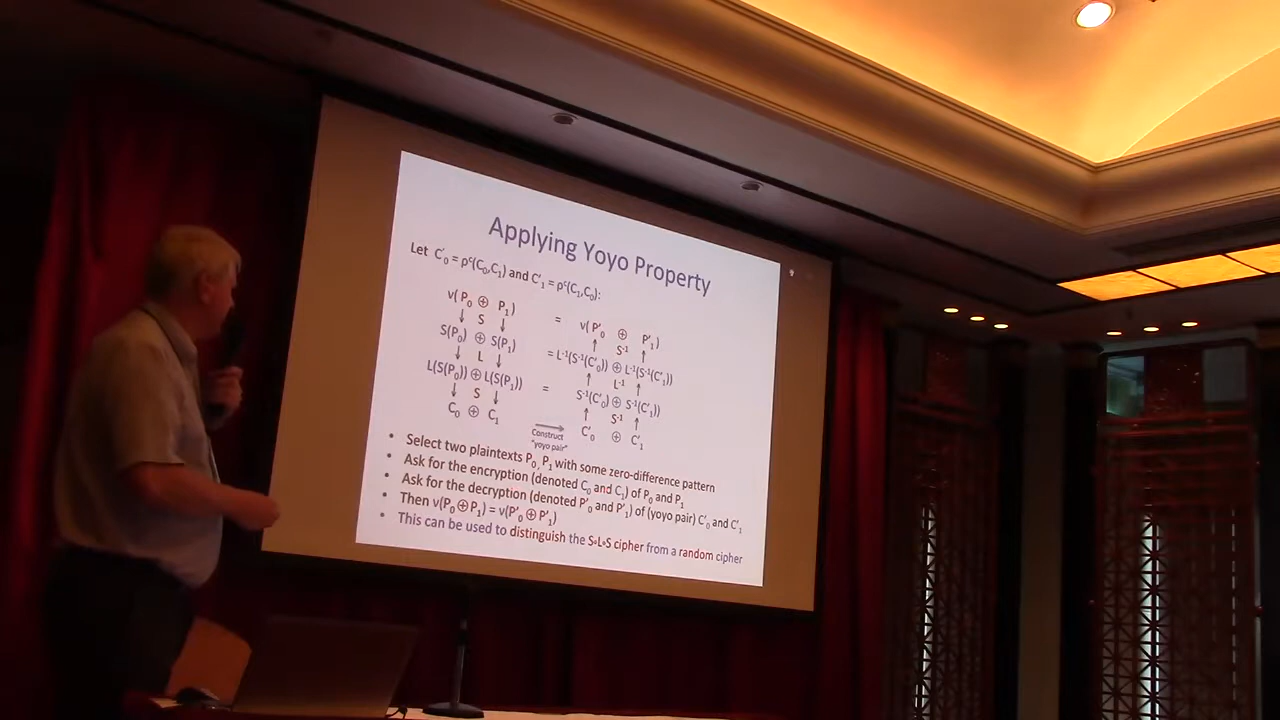 Applying Yoyo Property
Let C'₀ = ρᶜ(C₀,C₁) and C'₁ = ρᶜ(C₁,C₀):
v( P₀ ⊕ P₁ ) = v( P'₀ ⊕ P'₁ )
↓ S ↓ ↑ S⁻¹ ↑
S(P₀) ⊕ S(P₁) = L⁻¹(S⁻¹(C'₀)) ⊕ L⁻¹(S⁻¹(C'₁))
↓ L ↓ ↑ L⁻¹ ↑
L(S(P₀)) ⊕ L(S(P₁)) = S⁻¹(C'₀) ⊕ S⁻¹(C'₁))
↓ S ↓ ↑ S⁻¹ ↑
C₀ ⊕ C₁ → C'₀ ⊕ C'₁
Construct
"yoyo pair"
• Select two plaintexts P₀, P₁ with some zero-difference pattern
• Ask for the encryption (denoted C₀ and C₁) of P₀ and P₁
• Ask for the decryption (denoted P'₀ and P'₁) of (yoyo pair) C'₀ and C'₁
• Then v(P₀⊕P₁) = v(P'₀ ⊕ P'₁)
• This can be used to distinguish the S∘L∘S cipher from a random cipher